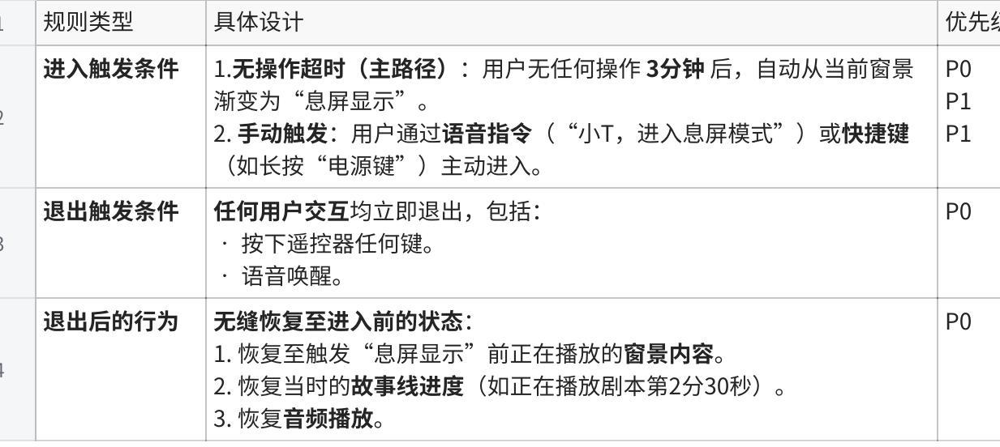 1 规则类型 具体设计 优先级
2 进入触发条件 1.无操作超时（主路径）：用户无任何操作 3分钟 后，自动从当前窗景 P0
渐变为“息屏显示”。 P1
2. 手动触发：用户通过语音指令（“小T，进入息屏模式”）或快捷键 P1
（如长按“电源键”）主动进入。
3 退出触发条件 任何用户交互均立即退出，包括： P0
· 按下遥控器任何键。
· 语音唤醒。
4 退出后的行为 无缝恢复至进入前的状态： P0
1. 恢复至触发“息屏显示”前正在播放的窗景内容。
2. 恢复当时的故事线进度（如正在播放剧本第2分30秒）。
3. 恢复音频播放。